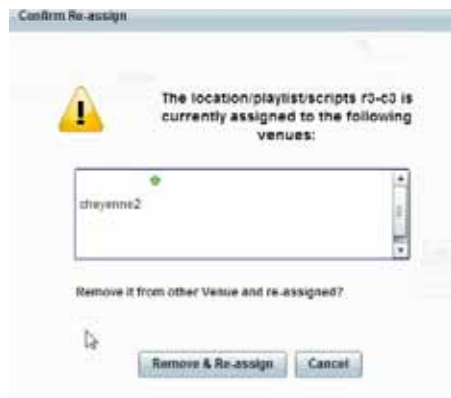 Confirm Re-assign
The location/playlist/scripts r3-c3 is
currently assigned to the following
venues:
cheyenne2
Remove it from other Venue and re-assigned?
Remove & Re-assign
Cancel